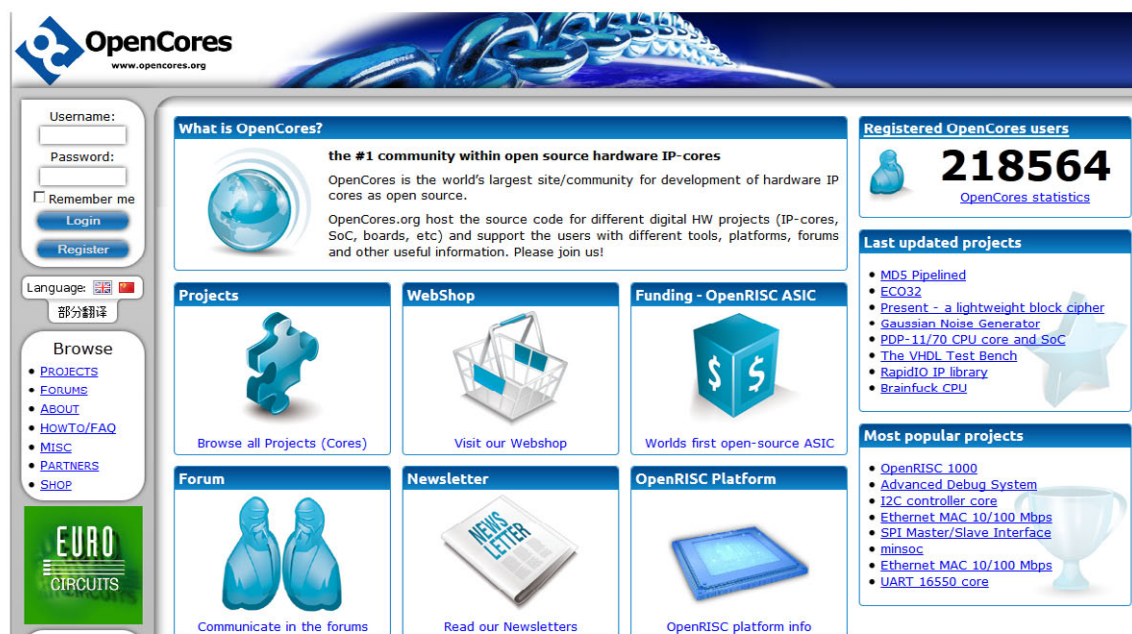 OpenCores
www.opencores.org
Username:
Password:
Remember me
Login
Register
Language:
部分翻译
Browse
PROJECTS
FORUMS
ABOUT
HOWTO/FAQ
MISC
PARTNERS
SHOP
EURO
CIRCUITS
What is OpenCores?
the #1 community within open source hardware IP-cores
OpenCores is the world's largest site/community for development of hardware IP
cores as open source.
OpenCores.org host the source code for different digital HW projects (IP-cores,
SoC, boards, etc) and support the users with different tools, platforms, forums
and other useful information. Please join us!
Projects
Browse all Projects (Cores)
WebShop
Visit our Webshop
Funding - OpenRISC ASIC
$ $
Worlds first open-source ASIC
Forum
Communicate in the forums
Newsletter
NEWS
LETTER
Read our Newsletters
OpenRISC Platform
OpenRISC platform info
Registered OpenCores users
218564
OpenCores statistics
Last updated projects
MD5 Pipelined
ECO32
Present - a lightweight block cipher
Gaussian Noise Generator
PDP-11/70 CPU core and SoC
The VHDL Test Bench
RapidIO IP library
Brainfuck CPU
Most popular projects
OpenRISC 1000
Advanced Debug System
I2C controller core
Ethernet MAC 10/100 Mbps
SPI Master/Slave Interface
minsoc
Ethernet MAC 10/100 Mbps
UART 16550 core